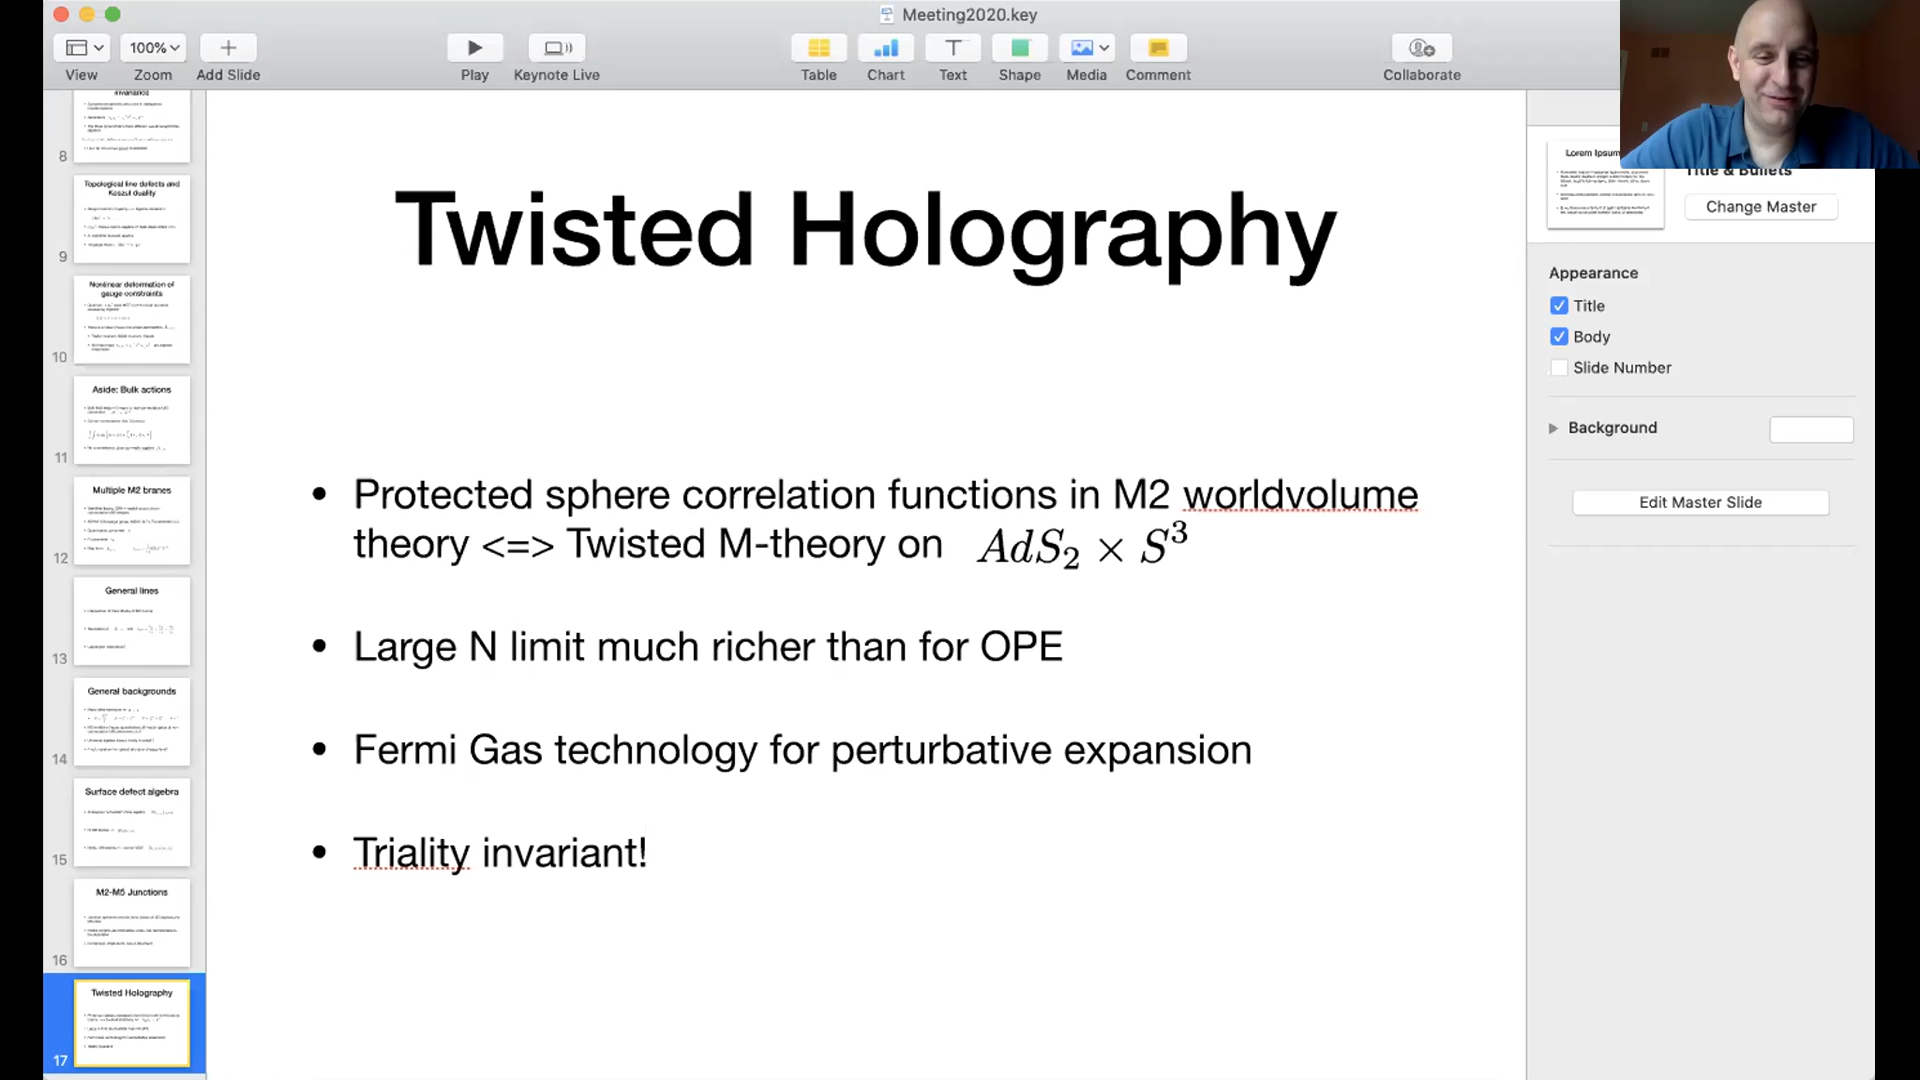 Meeting2020.key
View
100%
Zoom
Add Slide
Play
Keynote Live
Table
Chart
Text
Shape
Media
Comment
Collaborate
invariance
8
Topological line defects and
Koszul duality
9
Nonlinear deformation of
gauge constraints
10
Aside: Bulk actions
11
Multiple M2 branes
12
General lines
13
General backgrounds
14
Surface defect algebra
15
M2-M5 Junctions
16
Twisted Holography
17
Twisted Holography
• Protected sphere correlation functions in M2 worldvolume
theory <=> Twisted M-theory on AdS₂ × S³
• Large N limit much richer than for OPE
• Fermi Gas technology for perturbative expansion
• Triality invariant!
Lorem Ipsum
Title & Bullets
Change Master
Appearance
Title
Body
Slide Number
Background
Edit Master Slide